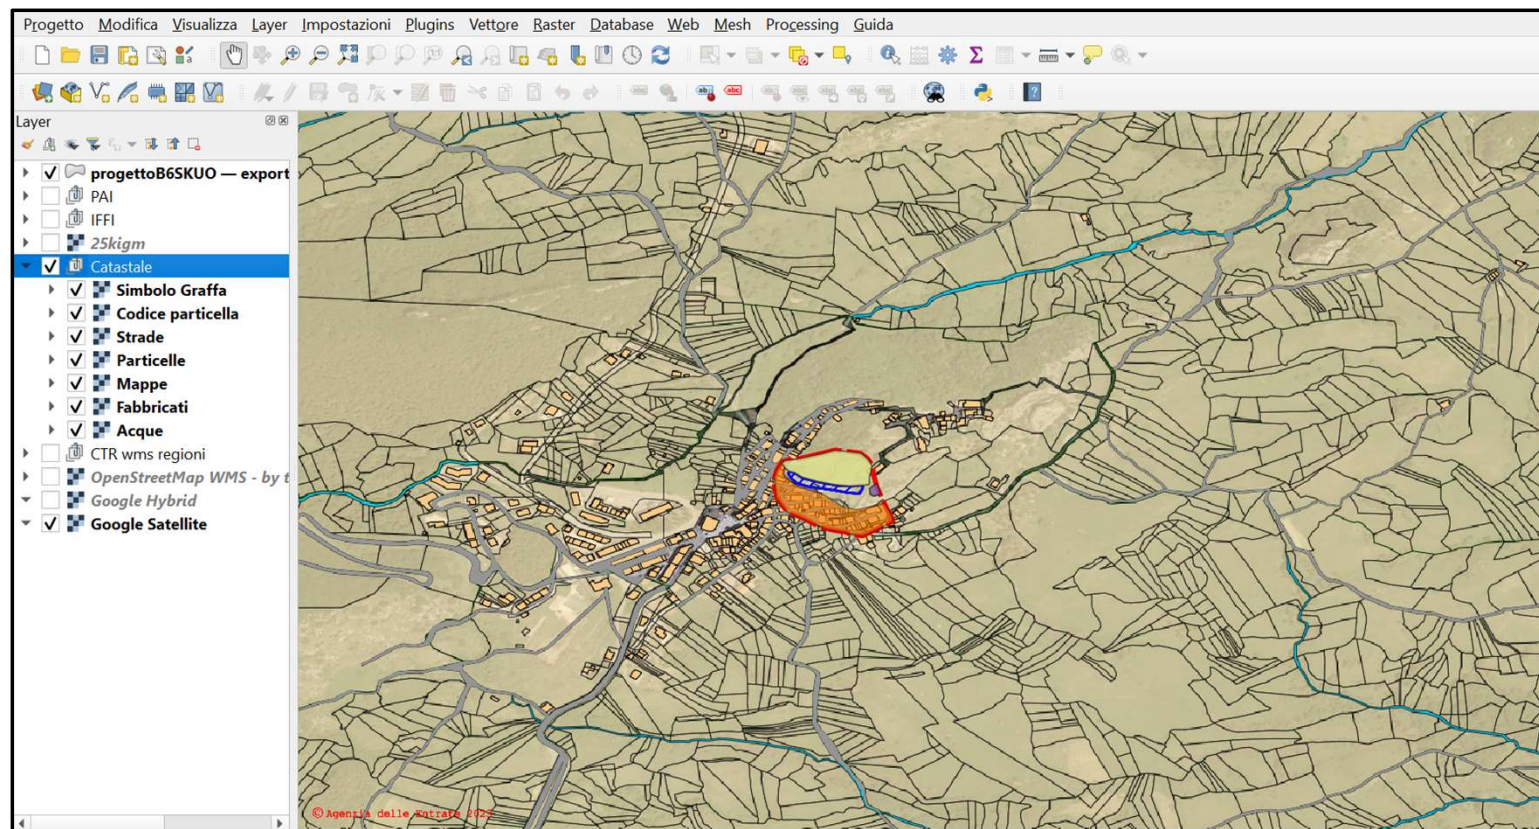 Progetto Modifica Visualizza Layer Impostazioni Plugins Vettore Raster Database Web Mesh Processing Guida
Layer
progettoB6SKUO — export
PAI
IFFI
25kigm
Catastale
Simbolo Graffa
Codice particella
Strade
Particelle
Mappe
Fabbricati
Acque
CTR wms regioni
OpenStreetMap WMS - by t
Google Hybrid
Google Satellite
© Agenzia delle Entrate